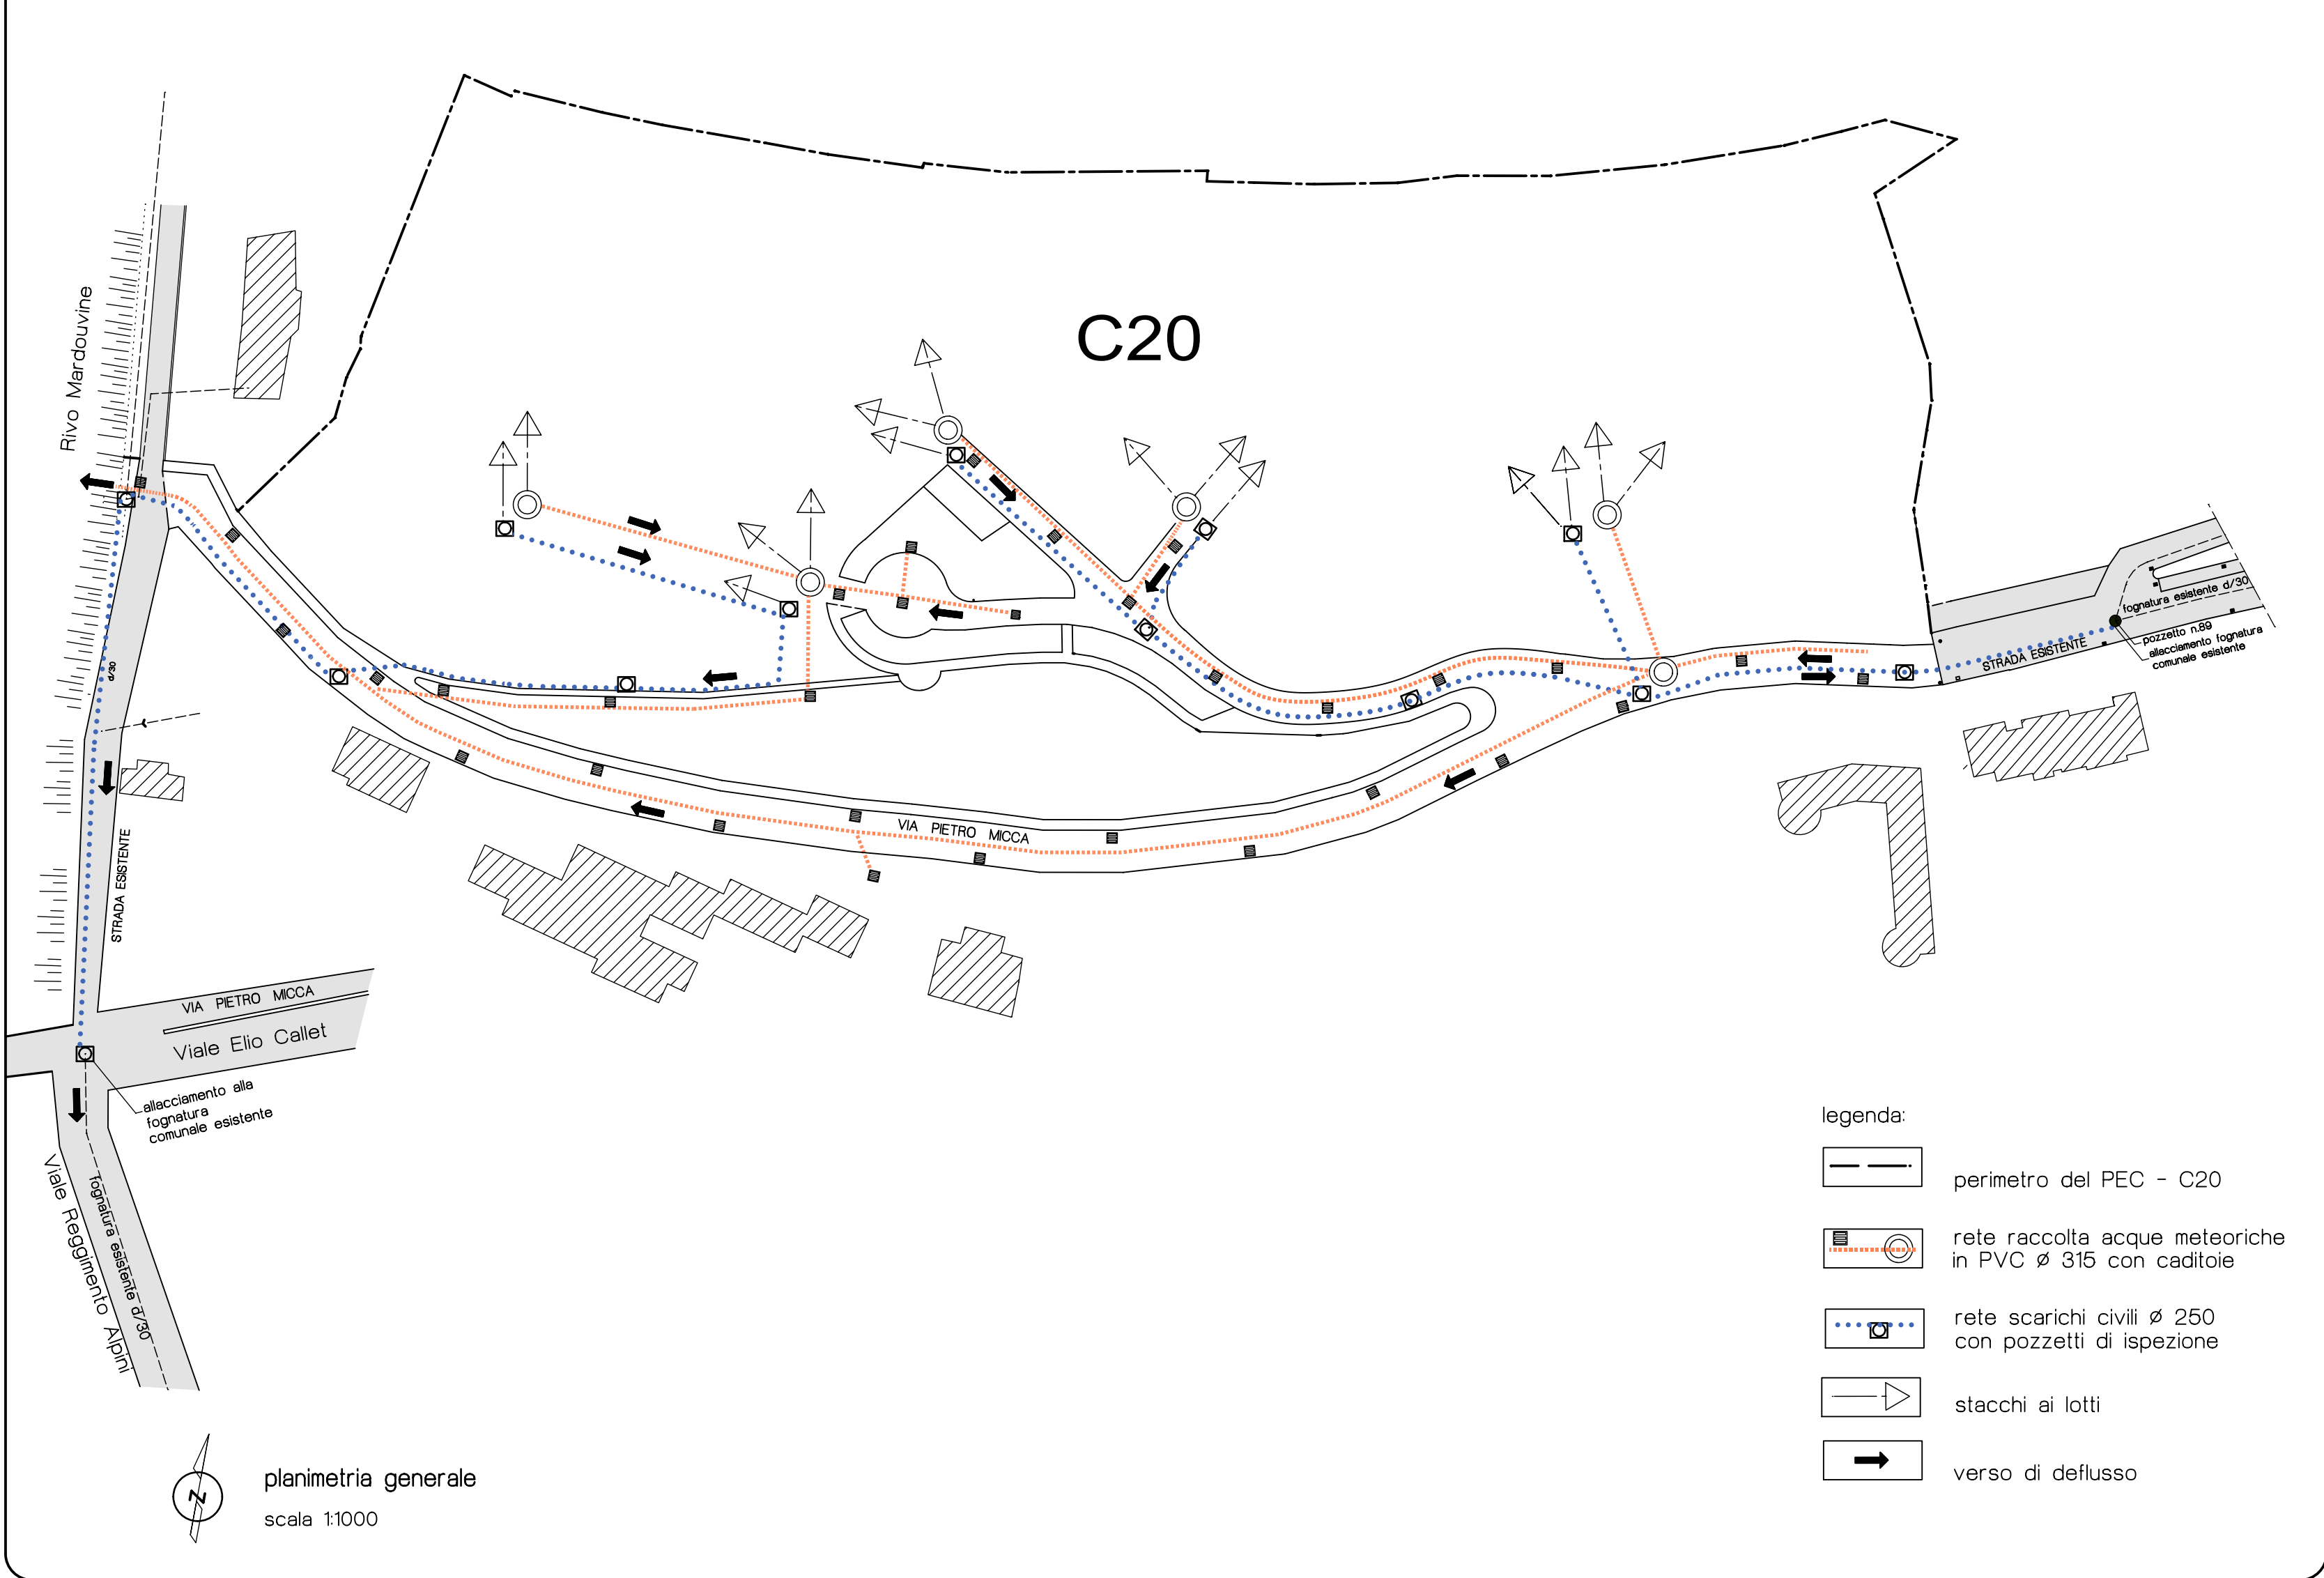 C20
Rivo Mardouvine
d/30
STRADA ESISTENTE
VIA PIETRO MICCA
Viale Elio Callet
allacciamento alla
fognatura
comunale esistente
Viale Reggimento Alpini
fognatura esistente d/30
VIA PIETRO MICCA
STRADA ESISTENTE
fognatura esistente d/30
pozzetto n.89
allacciamento fognatura
comunale esistente
legenda:
perimetro del PEC - C20
rete raccolta acque meteoriche
in PVC Ø 315 con caditoie
rete scarichi civili Ø 250
con pozzetti di ispezione
stacchi ai lotti
verso di deflusso
N
planimetria generale
scala 1:1000